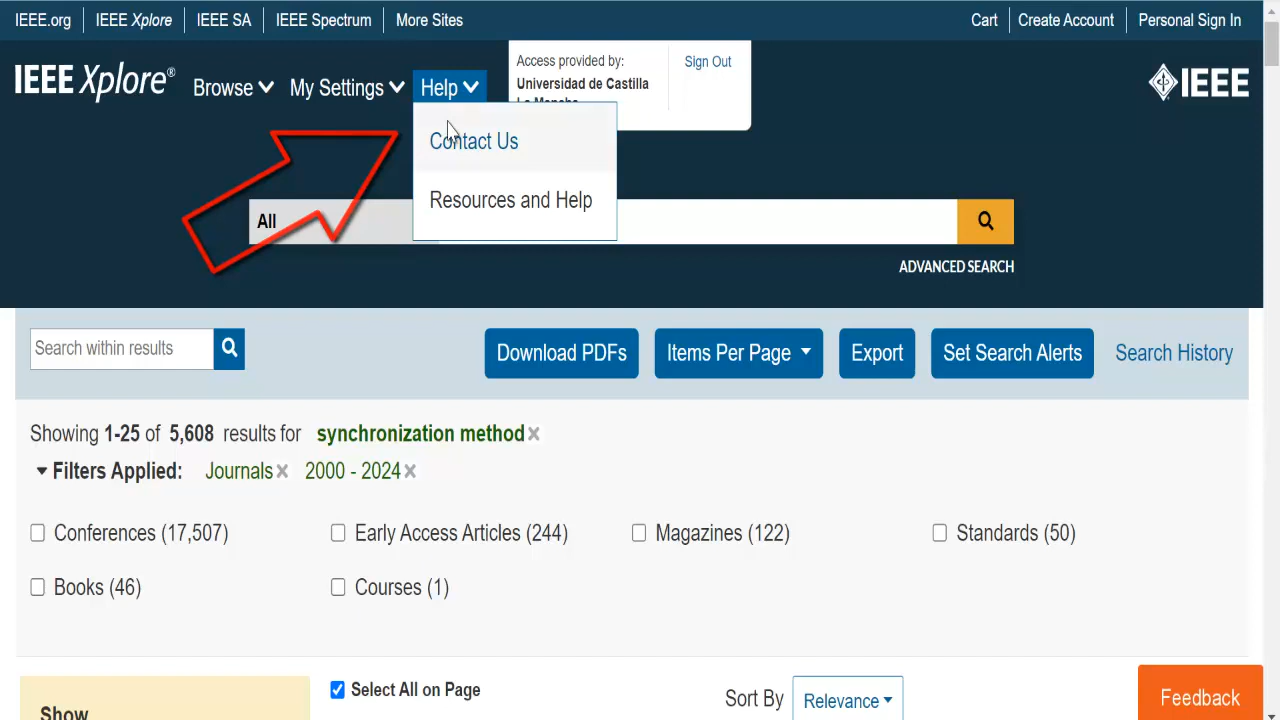 IEEE.org IEEE Xplore IEEE SA IEEE Spectrum More Sites Cart Create Account Personal Sign In
IEEE Xplore® Browse My Settings Help Access provided by: Universidad de Castilla La Mancha Sign Out IEEE
Contact Us
Resources and Help
All
ADVANCED SEARCH
Search within results Download PDFs Items Per Page Export Set Search Alerts Search History
Showing 1-25 of 5,608 results for synchronization method ×
Filters Applied: Journals × 2000 - 2024 ×
Conferences (17,507) Early Access Articles (244) Magazines (122) Standards (50)
Books (46) Courses (1)
Show Select All on Page Sort By Relevance Feedback